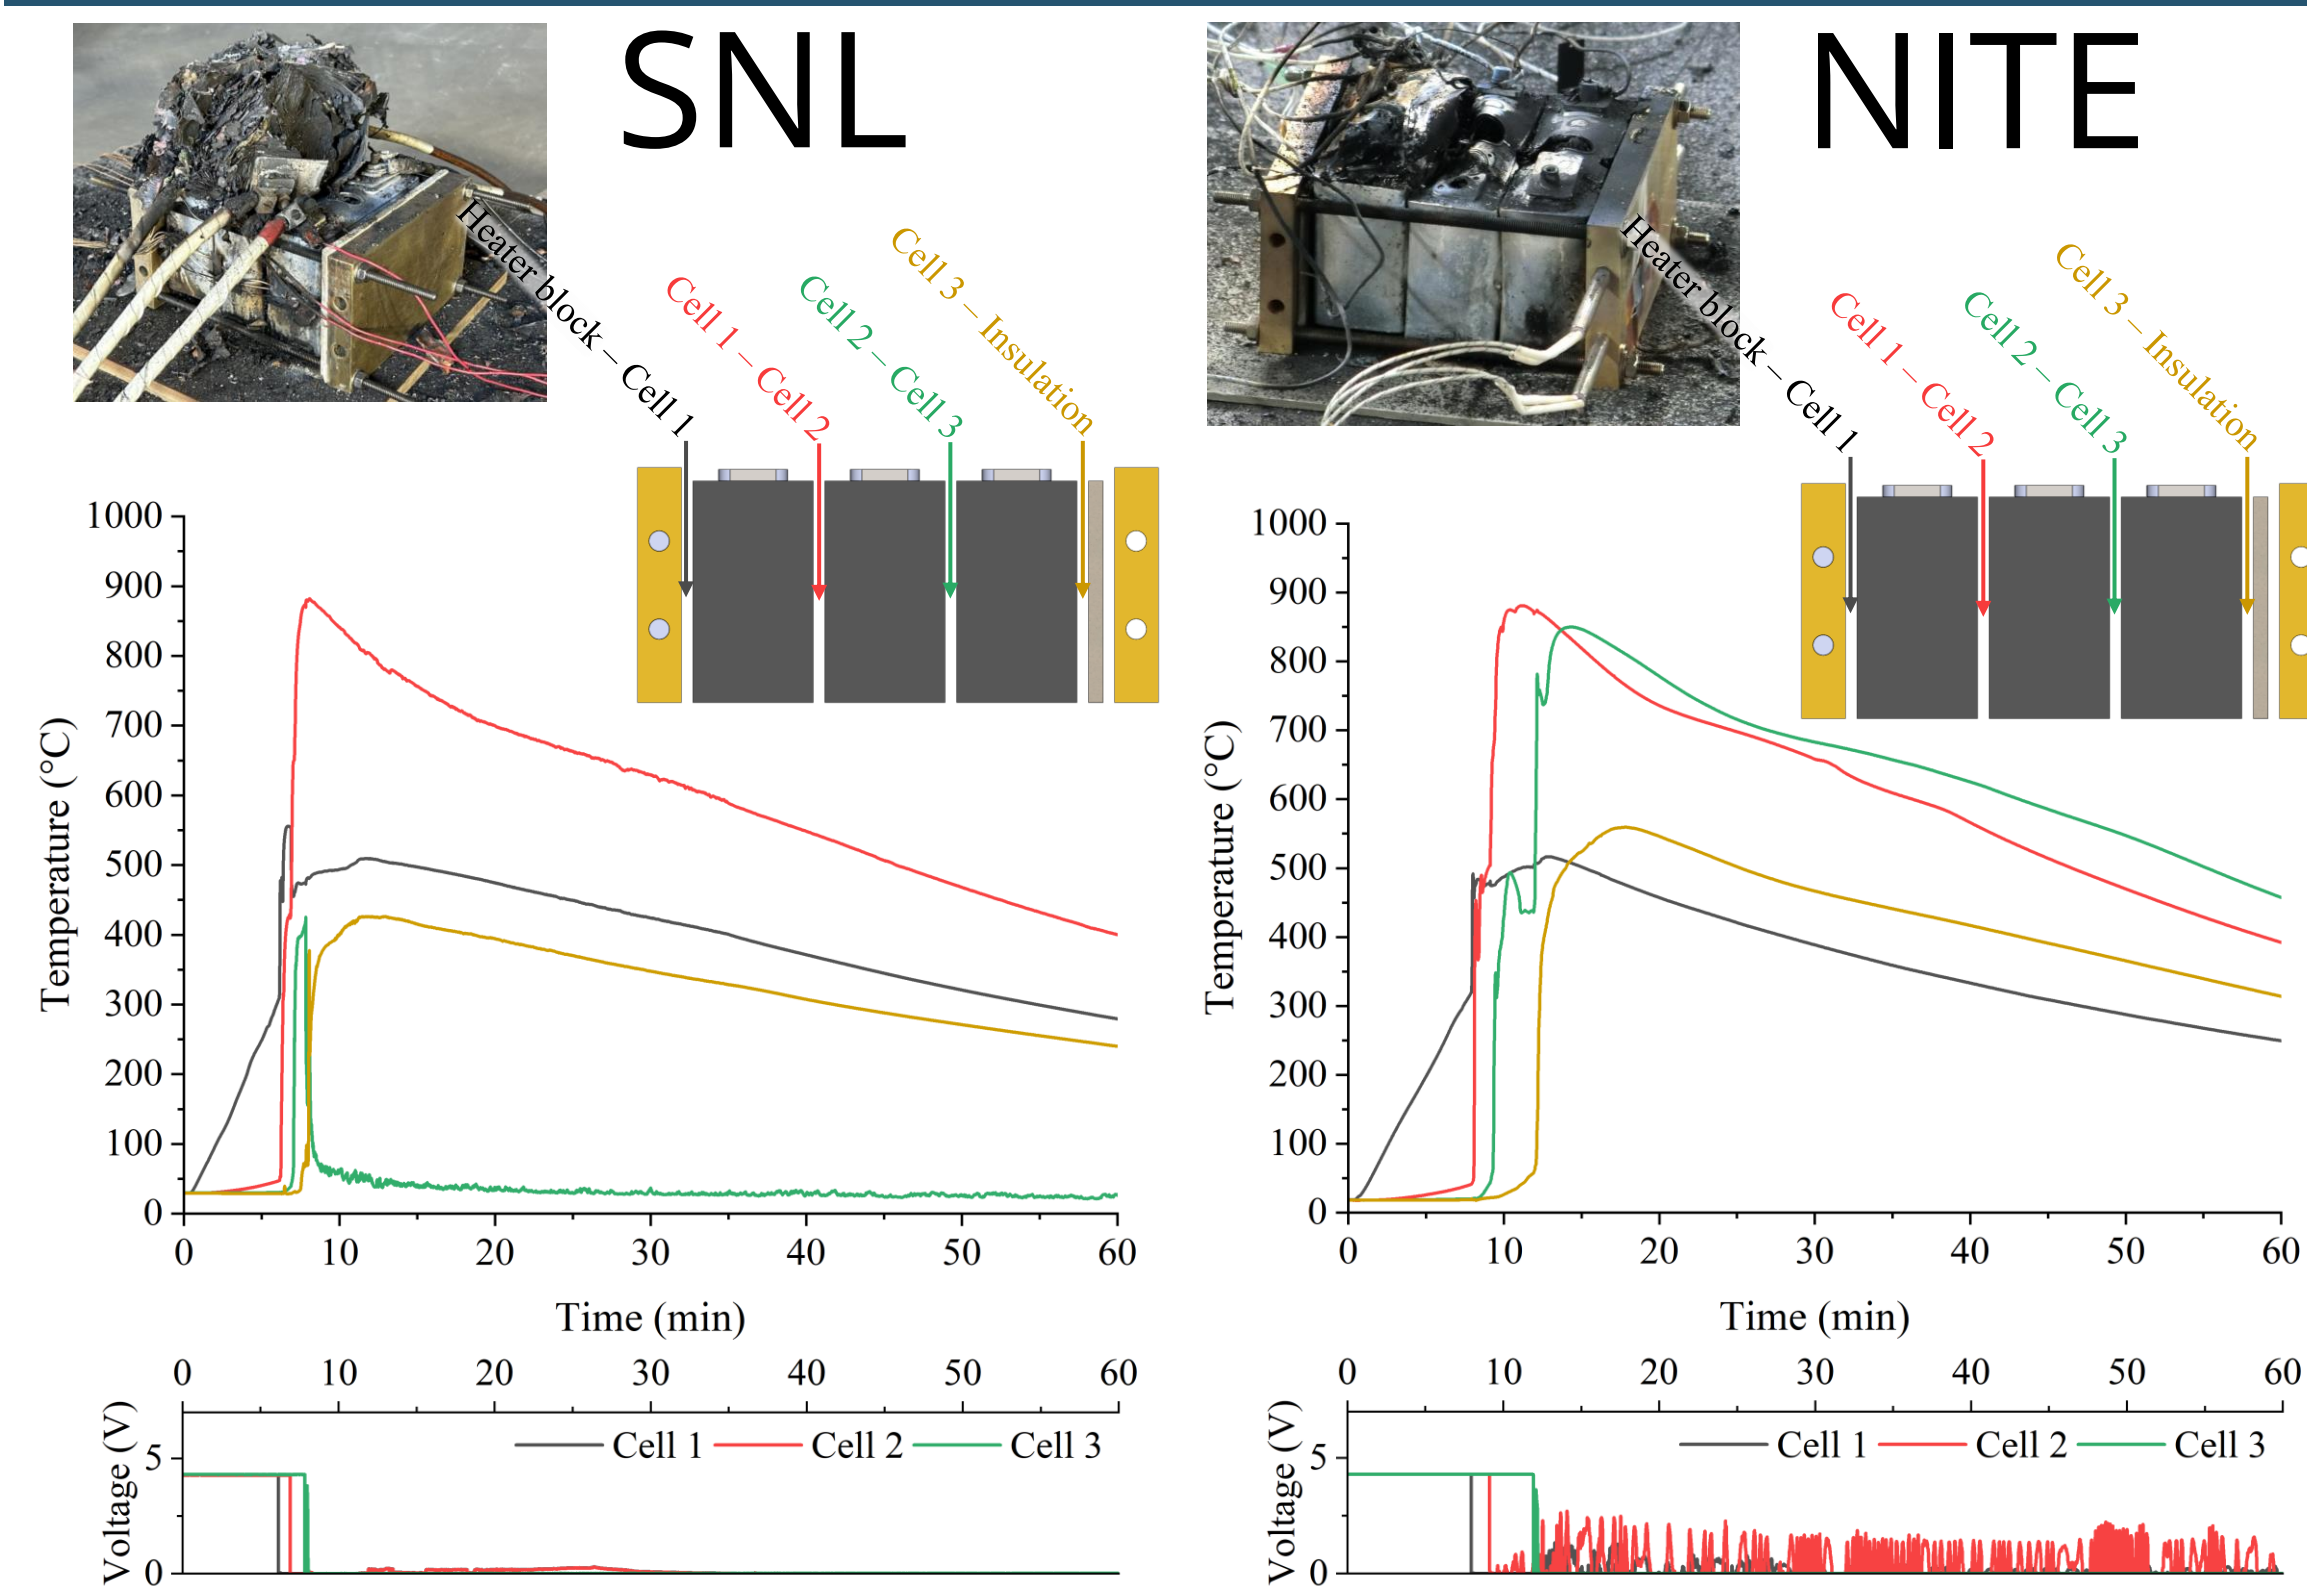 SNL
Heater block – Cell 1
Cell 1 – Cell 2
Cell 2 – Cell 3
Cell 3 – Insulation
1000
900
800
700
600
500
400
300
200
100
0
Temperature (°C)
0 10 20 30 40 50 60
Time (min)
0 10 20 30 40 50 60
Voltage (V)
5
0
Cell 1 Cell 2 Cell 3
NITE
Heater block – Cell 1
Cell 1 – Cell 2
Cell 2 – Cell 3
Cell 3 – Insulation
1000
900
800
700
600
500
400
300
200
100
0
Temperature (°C)
0 10 20 30 40 50 60
Time (min)
0 10 20 30 40 50 60
Voltage (V)
5
0
Cell 1 Cell 2 Cell 3